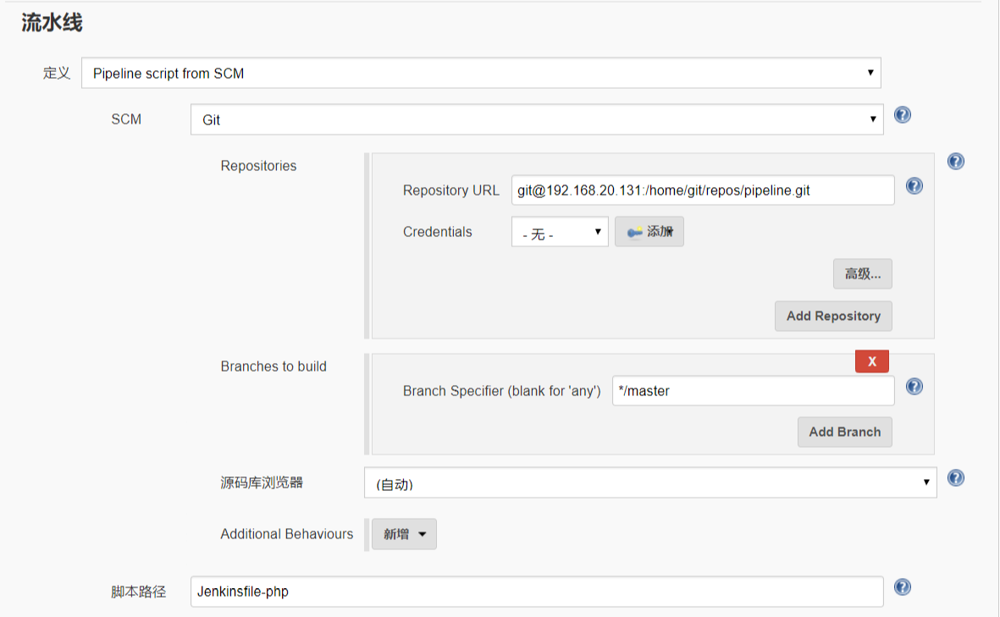 流水线
定义 Pipeline script from SCM
SCM Git
Repositories
Repository URL git@192.168.20.131:/home/git/repos/pipeline.git
Credentials - 无 - 添加
高级...
Add Repository
Branches to build
X
Branch Specifier (blank for 'any') */master
Add Branch
源码库浏览器 (自动)
Additional Behaviours 新增
脚本路径 Jenkinsfile-php